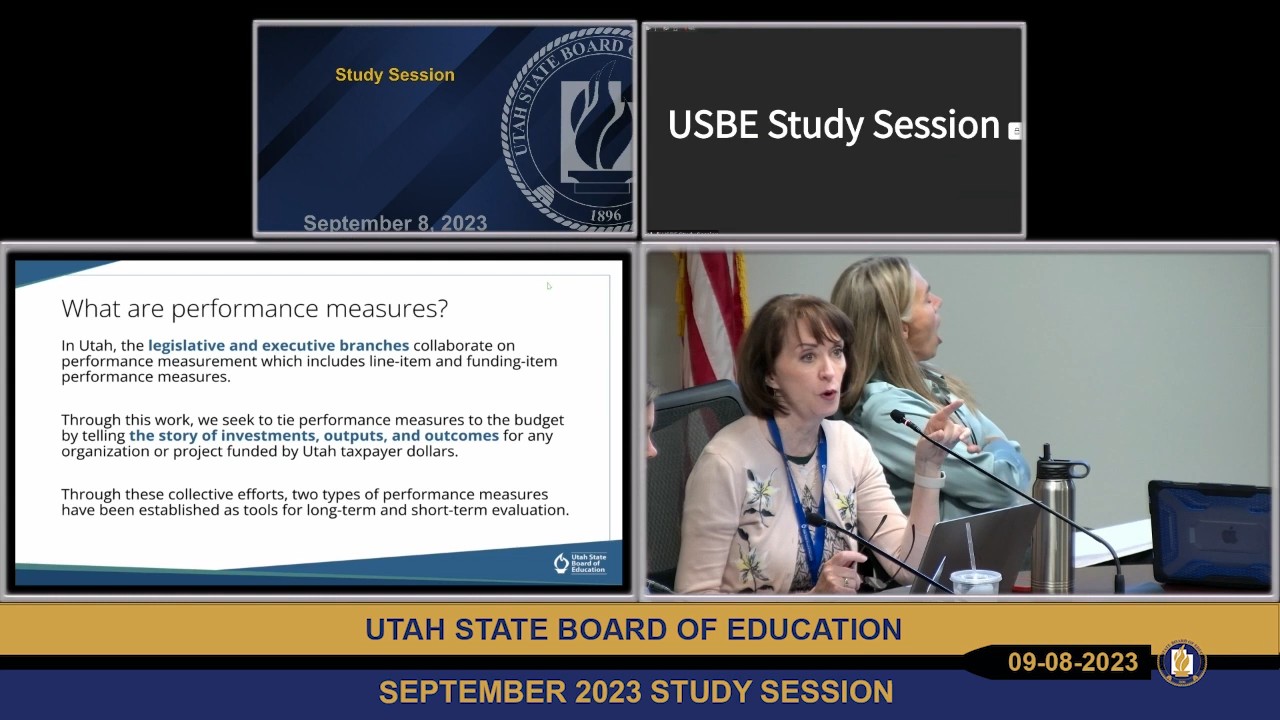 Study Session
UTAH STATE BOARD O
1896
September 8, 2023
USBE Study Session
What are performance measures?
In Utah, the legislative and executive branches collaborate on
performance measurement which includes line-item and funding-item
performance measures.
Through this work, we seek to tie performance measures to the budget
by telling the story of investments, outputs, and outcomes for any
organization or project funded by Utah taxpayer dollars.
Through these collective efforts, two types of performance measures
have been established as tools for long-term and short-term evaluation.
Utah State
Board of
Education
UTAH STATE BOARD OF EDUCATION
09-08-2023
SEPTEMBER 2023 STUDY SESSION